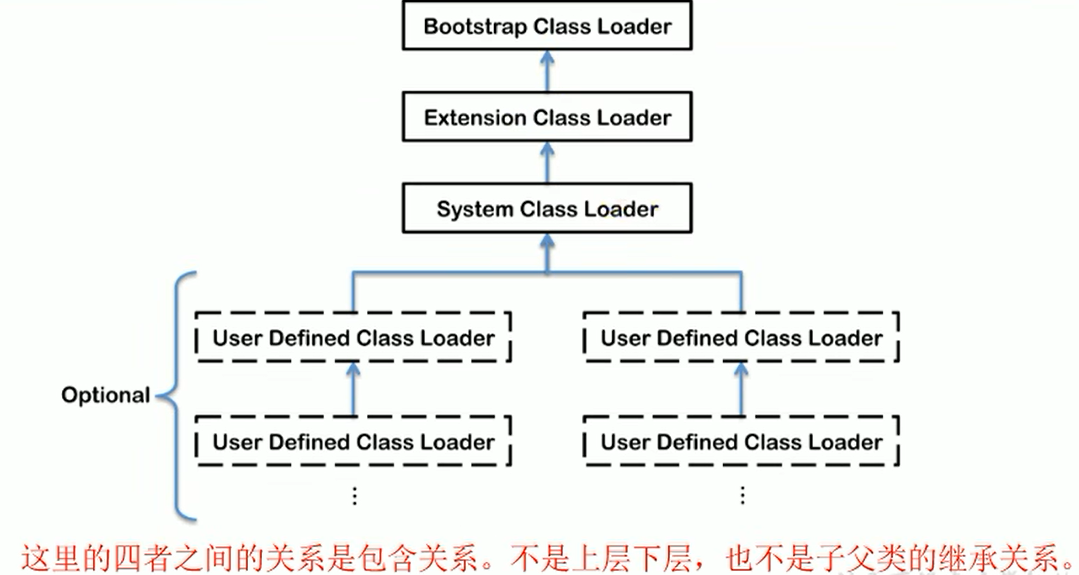 Bootstrap Class Loader
Extension Class Loader
System Class Loader
User Defined Class Loader
User Defined Class Loader
Optional
User Defined Class Loader
User Defined Class Loader
这里的四者之间的关系是包含关系。不是上层下层，也不是子父类的继承关系。